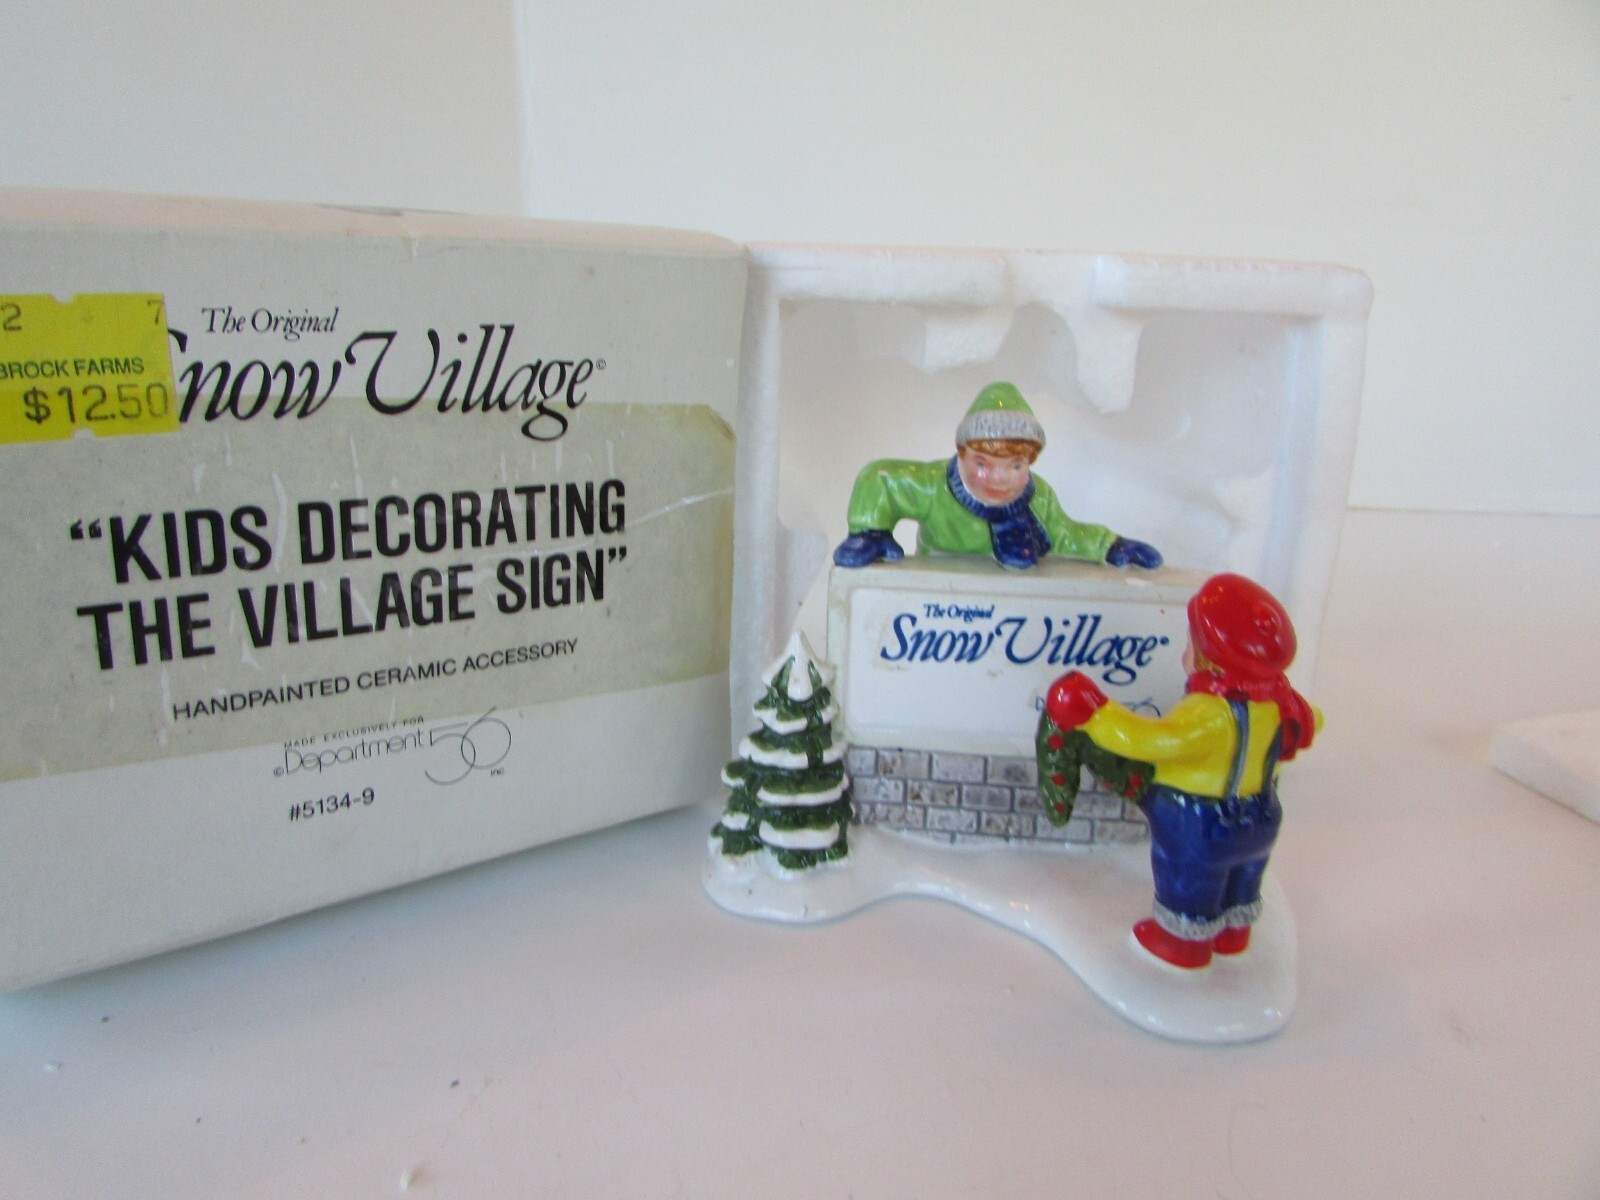 2 7
BROCK FARMS
$12.50
The Original
Snow Village©
"KIDS DECORATING
THE VILLAGE SIGN"
HANDPAINTED CERAMIC ACCESSORY
MADE EXCLUSIVELY FOR
©Department 56 inc
#5134-9
The Original
Snow Village